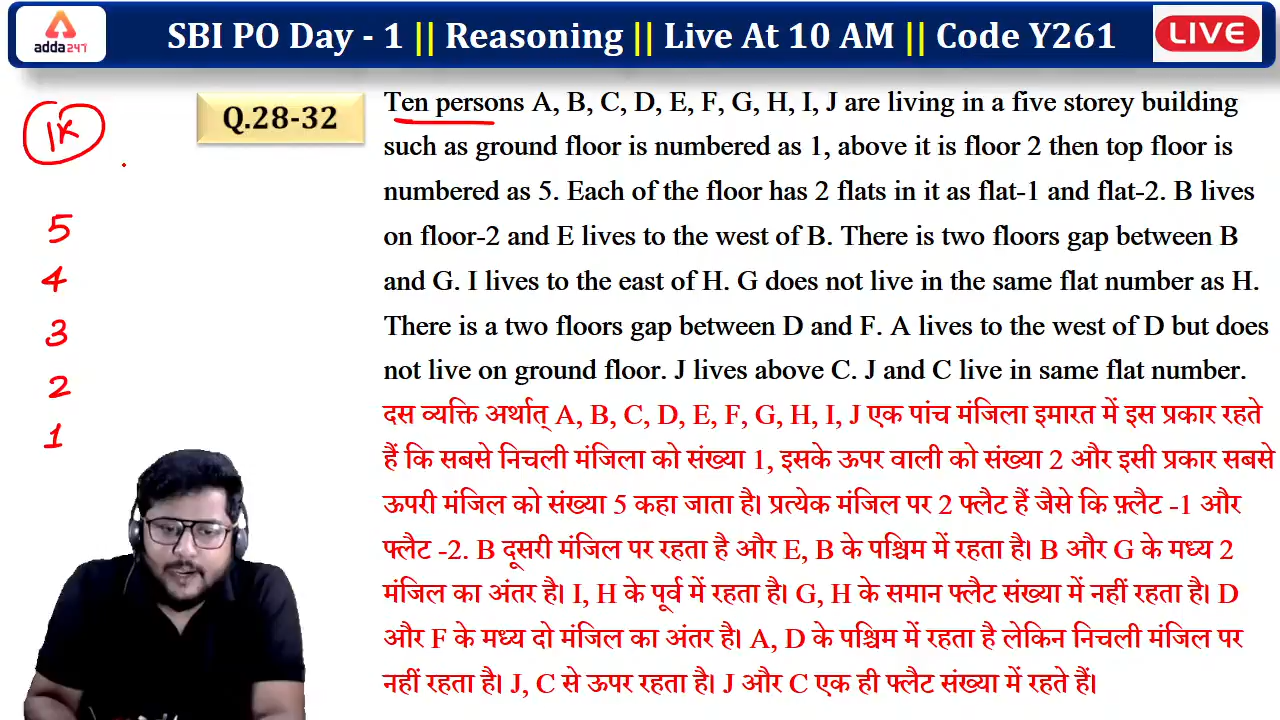 adda247
SBI PO Day - 1 || Reasoning || Live At 10 AM || Code Y261
LIVE
Q.28-32
Ten persons A, B, C, D, E, F, G, H, I, J are living in a five storey building
such as ground floor is numbered as 1, above it is floor 2 then top floor is
numbered as 5. Each of the floor has 2 flats in it as flat-1 and flat-2. B lives
on floor-2 and E lives to the west of B. There is two floors gap between B
and G. I lives to the east of H. G does not live in the same flat number as H.
There is a two floors gap between D and F. A lives to the west of D but does
not live on ground floor. J lives above C. J and C live in same flat number.
दस व्यक्ति अर्थात् A, B, C, D, E, F, G, H, I, J एक पांच मंजिला इमारत में इस प्रकार रहते
हैं कि सबसे निचली मंजिला को संख्या 1, इसके ऊपर वाली को संख्या 2 और इसी प्रकार सबसे
ऊपरी मंजिल को संख्या 5 कहा जाता है। प्रत्येक मंजिल पर 2 फ्लैट हैं जैसे कि फ़्लैट -1 और
फ्लैट -2. B दूसरी मंजिल पर रहता है और E, B के पश्चिम में रहता है। B और G के मध्य 2
मंजिल का अंतर है। I, H के पूर्व में रहता है। G, H के समान फ्लैट संख्या में नहीं रहता है। D
और F के मध्य दो मंजिल का अंतर है। A, D के पश्चिम में रहता है लेकिन निचली मंजिल पर
नहीं रहता है। J, C से ऊपर रहता है। J और C एक ही फ्लैट संख्या में रहते हैं।
1K
5
4
3
2
1